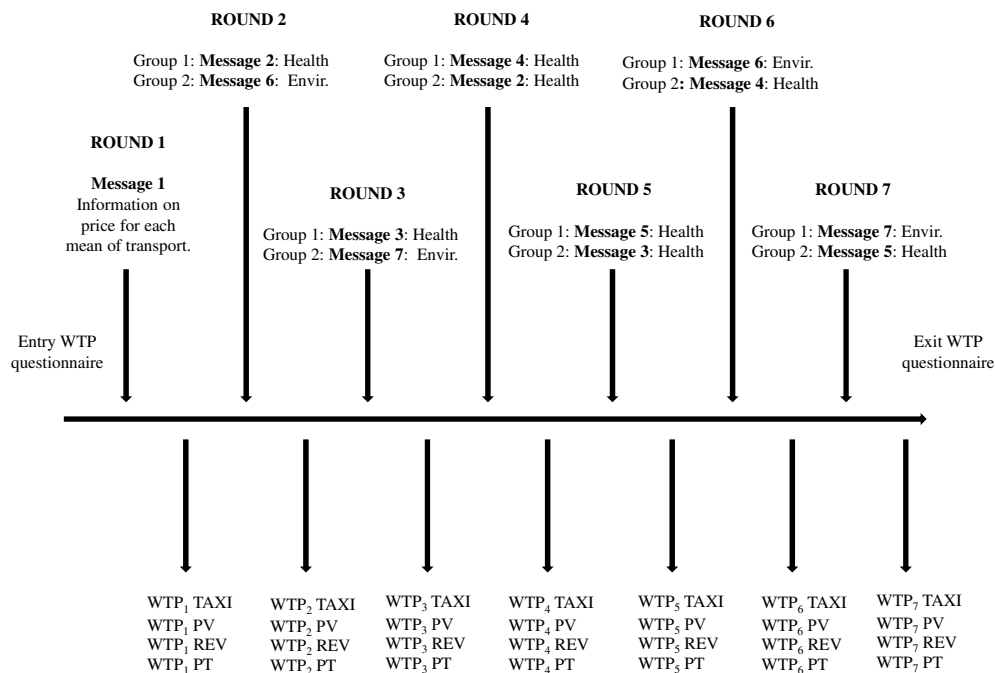 ROUND 2
Group 1: Message 2: Health
Group 2: Message 6: Envir.
ROUND 4
Group 1: Message 4: Health
Group 2: Message 2: Health
ROUND 6
Group 1: Message 6: Envir.
Group 2: Message 4: Health
ROUND 1
Message 1
Information on
price for each
mean of transport.
ROUND 3
Group 1: Message 3: Health
Group 2: Message 7: Envir.
ROUND 5
Group 1: Message 5: Health
Group 2: Message 3: Health
ROUND 7
Group 1: Message 7: Envir.
Group 2: Message 5: Health
Entry WTP
questionnaire
Exit WTP
questionnaire
WTP₁ TAXI
WTP₁ PV
WTP₁ REV
WTP₁ PT
WTP₂ TAXI
WTP₂ PV
WTP₂ REV
WTP₂ PT
WTP₃ TAXI
WTP₃ PV
WTP₃ REV
WTP₃ PT
WTP₄ TAXI
WTP₄ PV
WTP₄ REV
WTP₄ PT
WTP₅ TAXI
WTP₅ PV
WTP₅ REV
WTP₅ PT
WTP₆ TAXI
WTP₆ PV
WTP₆ REV
WTP₆ PT
WTP₇ TAXI
WTP₇ PV
WTP₇ REV
WTP₇ PT